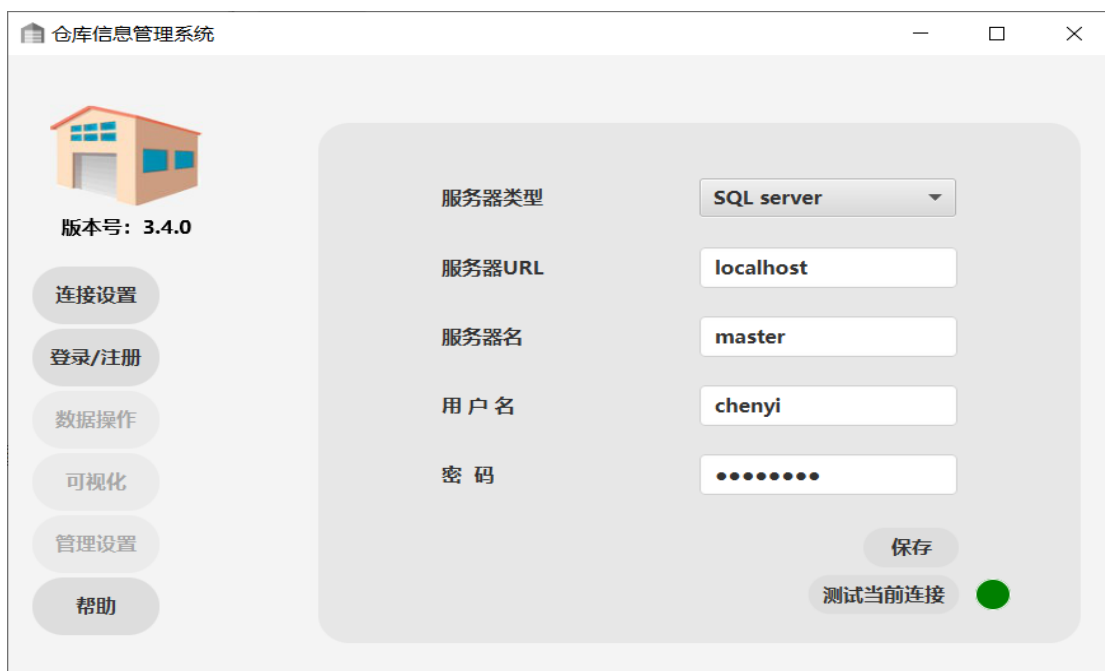 仓库信息管理系统
版本号：3.4.0
连接设置
登录/注册
数据操作
可视化
管理设置
帮助
服务器类型 SQL server
服务器URL localhost
服务器名 master
用 户 名 chenyi
密 码 ●●●●●●●●
保存
测试当前连接